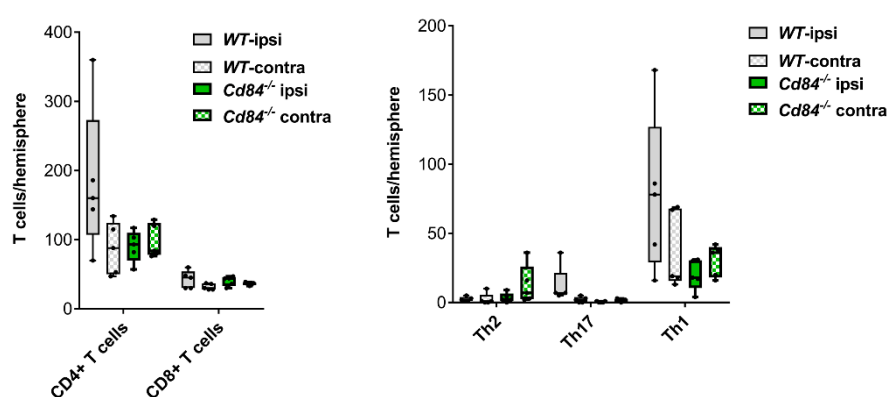 400
300
200
100
0
T cells/hemisphere
WT-ipsi
WT-contra
Cd84-/- ipsi
Cd84-/- contra
CD4+ T cells
CD8+ T cells
200
150
100
50
0
T cells/hemisphere
WT-ipsi
WT-contra
Cd84-/- ipsi
Cd84-/- contra
Th2
Th17
Th1